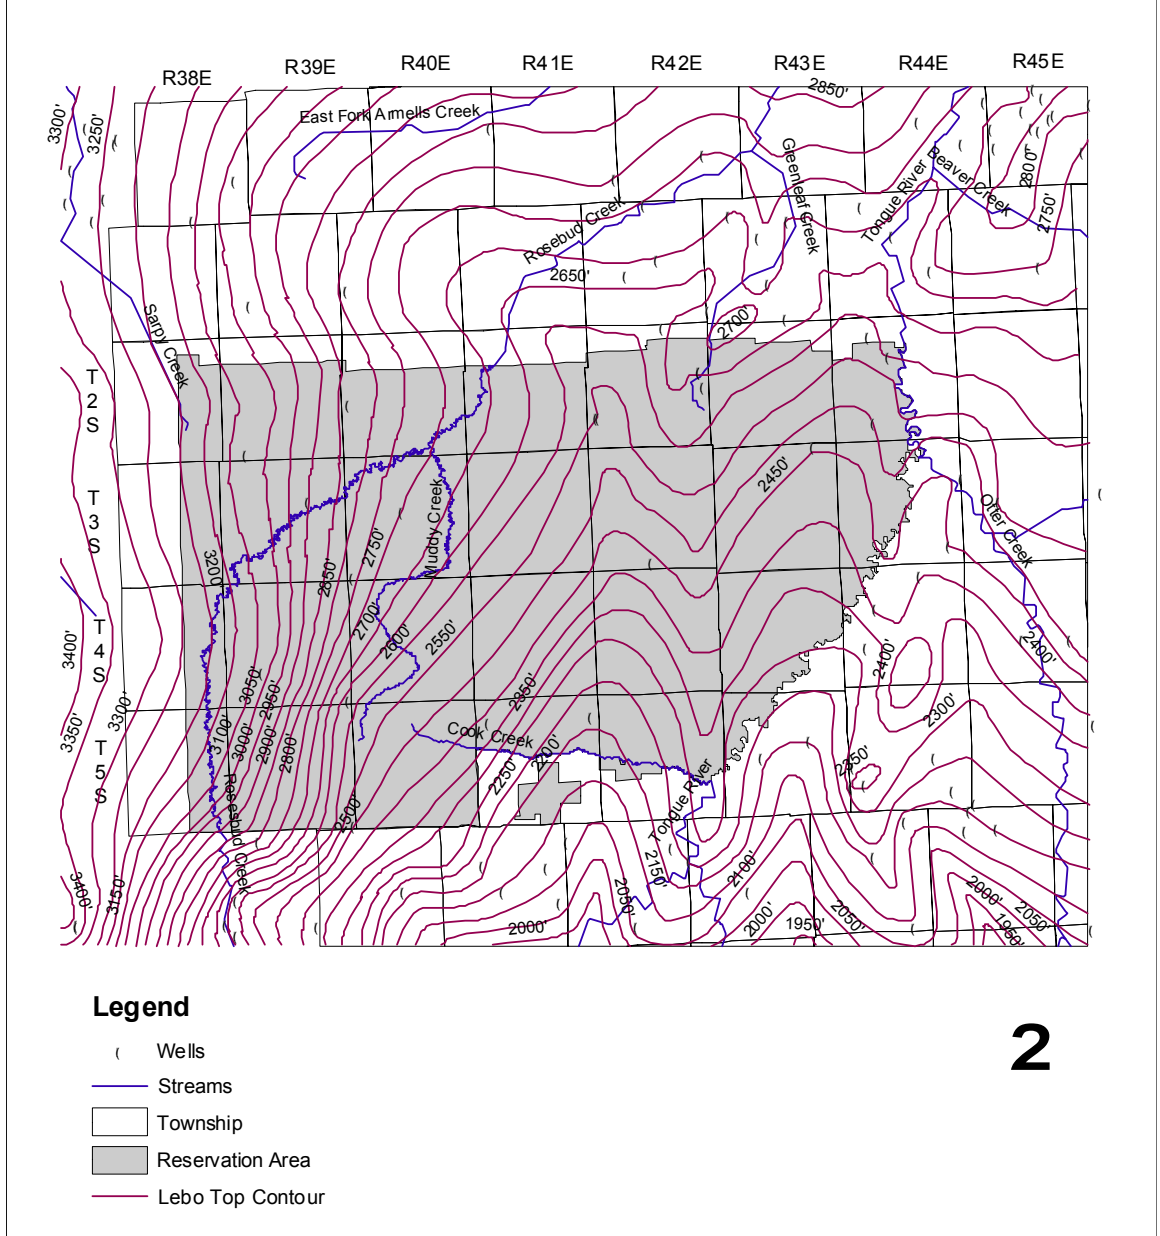 R38E
R39E
R40E
R41E
R42E
R43E
R44E
R45E
3300'
3250'
East Fork Armells Creek
2850'
Greenleaf Creek
Tongue River
Beaver Creek
2800'
2750'
Rosebud Creek
2650'
2700'
Sarpy Creek
T
2
S
T
3
S
T
4
S
T
5
S
2450'
Muddy Creek
Otter Creek
3200'
2750'
2700'
2600'
2550'
3400'
3350'
3300'
3050'
2950'
3100'
3000'
2900'
2800'
2400'
2400'
2300'
Cook Creek
2200'
2250'
2500'
Rosebud Creek
Tongue River
3400'
3150'
2150'
2100'
2050'
2000'
2000'
1950'
2050'
2000'
2050'
1950'
Legend
Wells
Streams
Township
Reservation Area
Lebo Top Contour
2